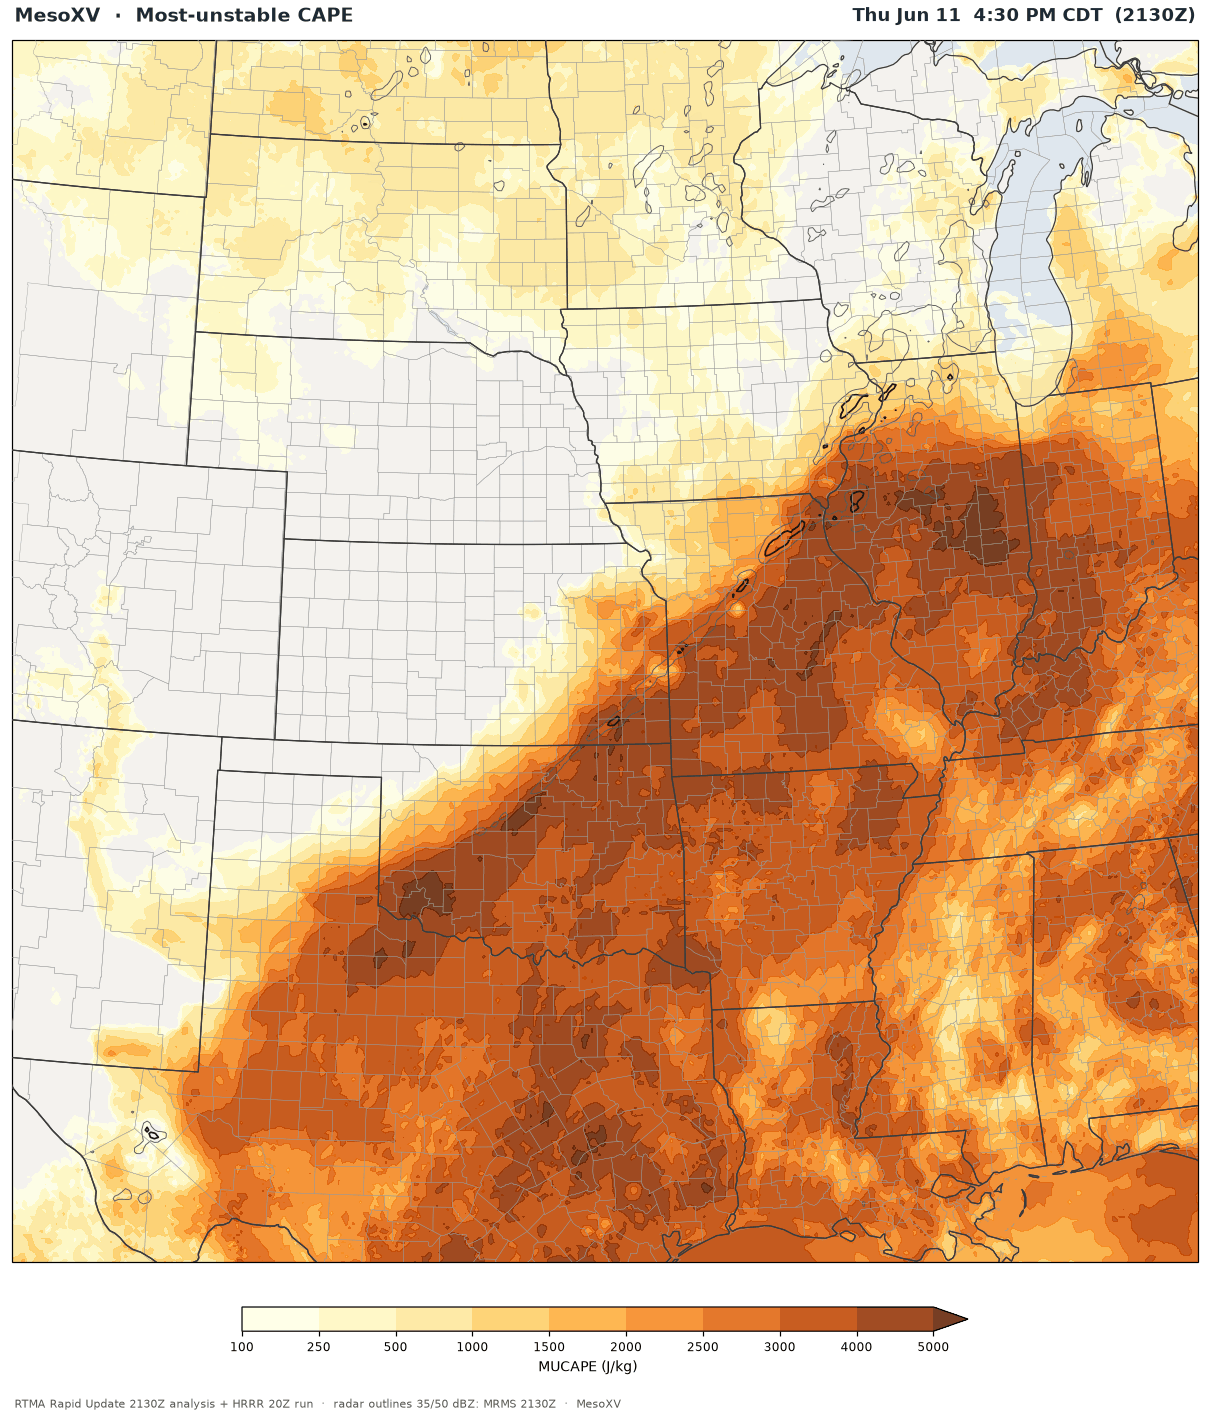 MesoXV · Most-unstable CAPE
Thu Jun 11 4:30 PM CDT (2130Z)
100 250 500 1000 1500 2000 2500 3000 4000 5000
MUCAPE (J/kg)
RTMA Rapid Update 2130Z analysis + HRRR 20Z run · radar outlines 35/50 dBZ: MRMS 2130Z · MesoXV